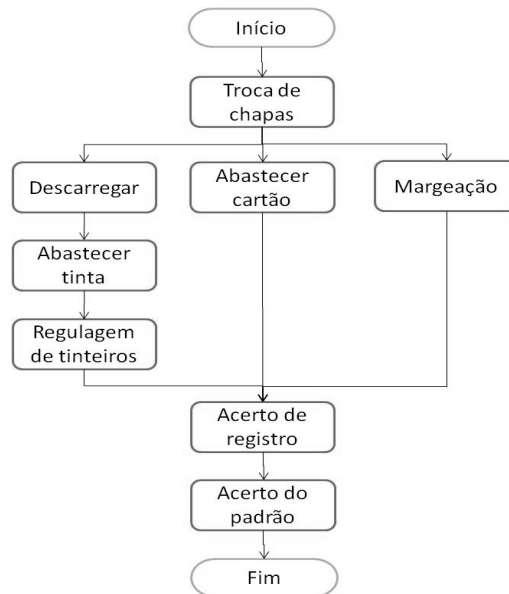 Início
Troca de
chapas
Descarregar
Abastecer
cartão
Margeação
Abastecer
tinta
Regulagem
de tinteiros
Acerto de
registro
Acerto do
padrão
Fim